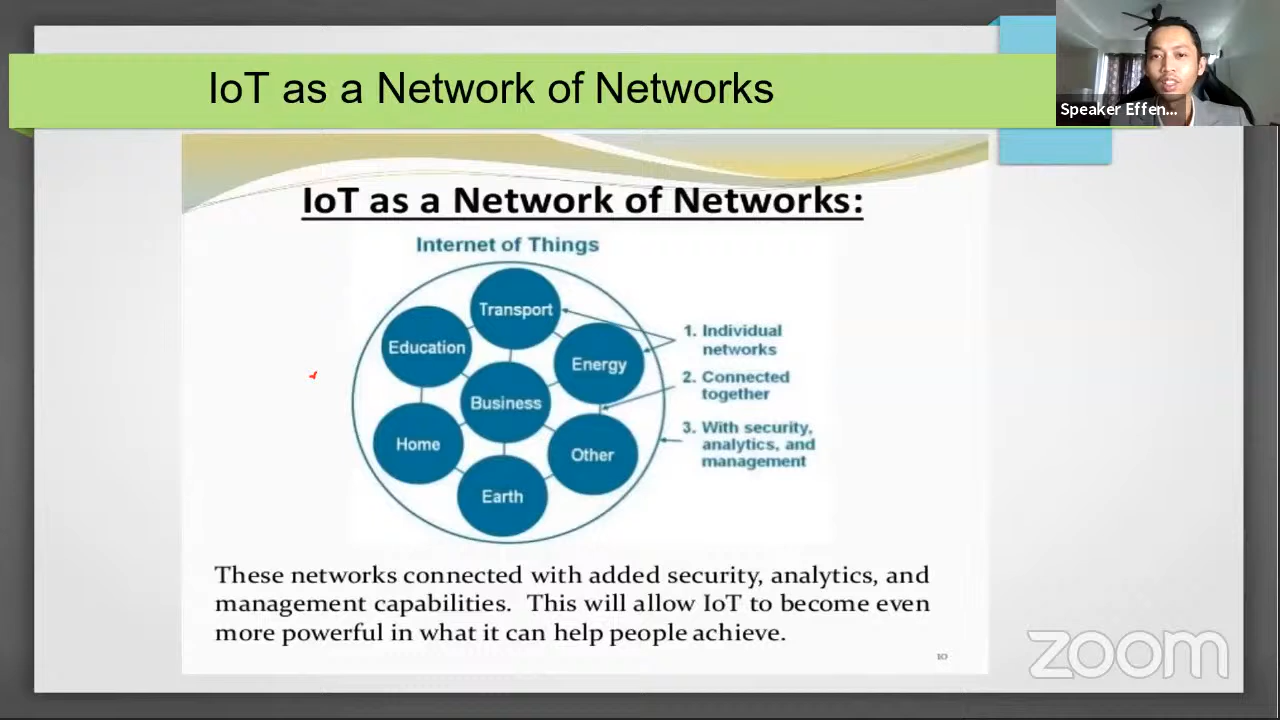 IoT as a Network of Networks
Speaker Effen...
IoT as a Network of Networks:
Internet of Things
Transport
Education
Energy
Business
Home
Other
Earth
1. Individual
networks
2. Connected
together
3. With security,
analytics, and
management
These networks connected with added security, analytics, and
management capabilities. This will allow IoT to become even
more powerful in what it can help people achieve.
10
zoom